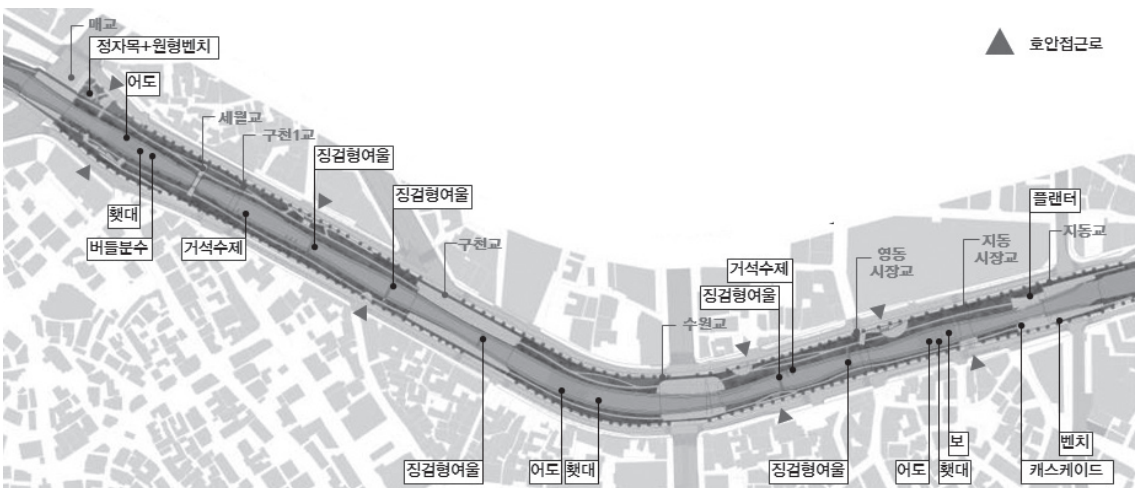 매교
정자목+원형벤치
어도
세월교
구천1교
징검형여울
징검형여울
구천교
횃대
버들분수
거석수제
호안접근로
플랜터
지동교
지동
시장교
영동
시장교
거석수제
징검형여울
수원교
보
벤치
징검형여울
어도
횃대
징검형여울
어도
횃대
캐스케이드